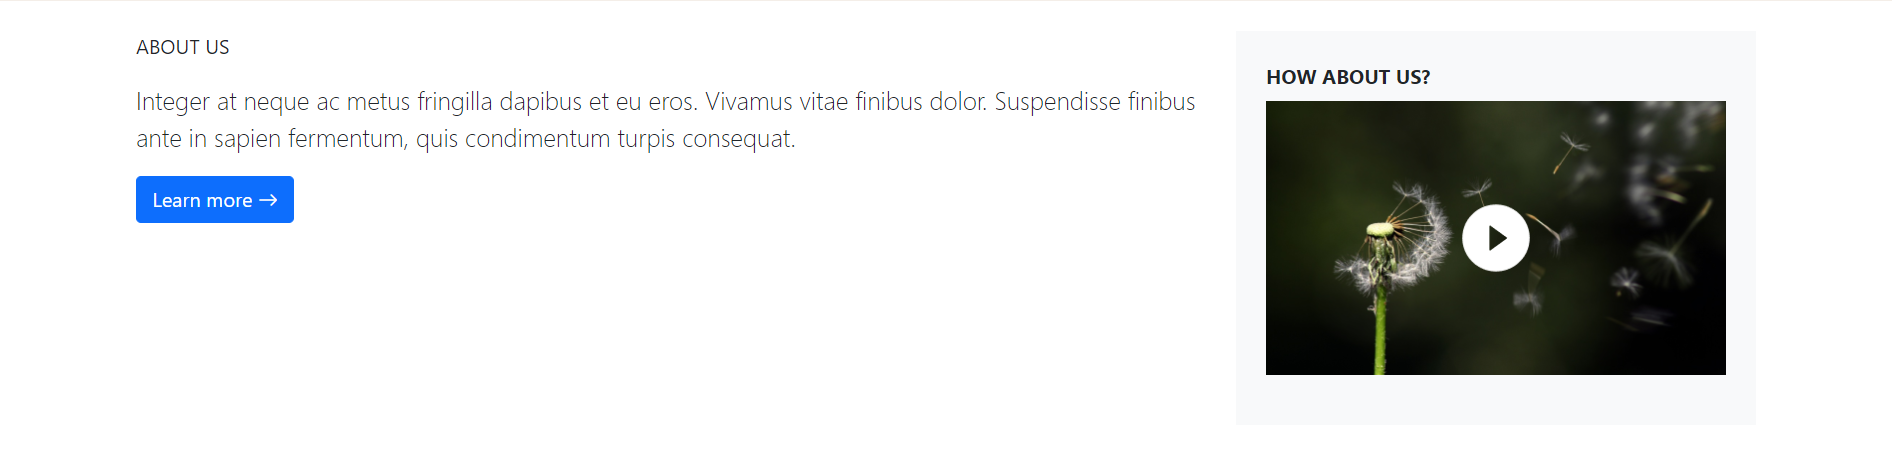 ABOUT US
Integer at neque ac metus fringilla dapibus et eu eros. Vivamus vitae finibus dolor. Suspendisse finibus
ante in sapien fermentum, quis condimentum turpis consequat.
Learn more →
HOW ABOUT US?